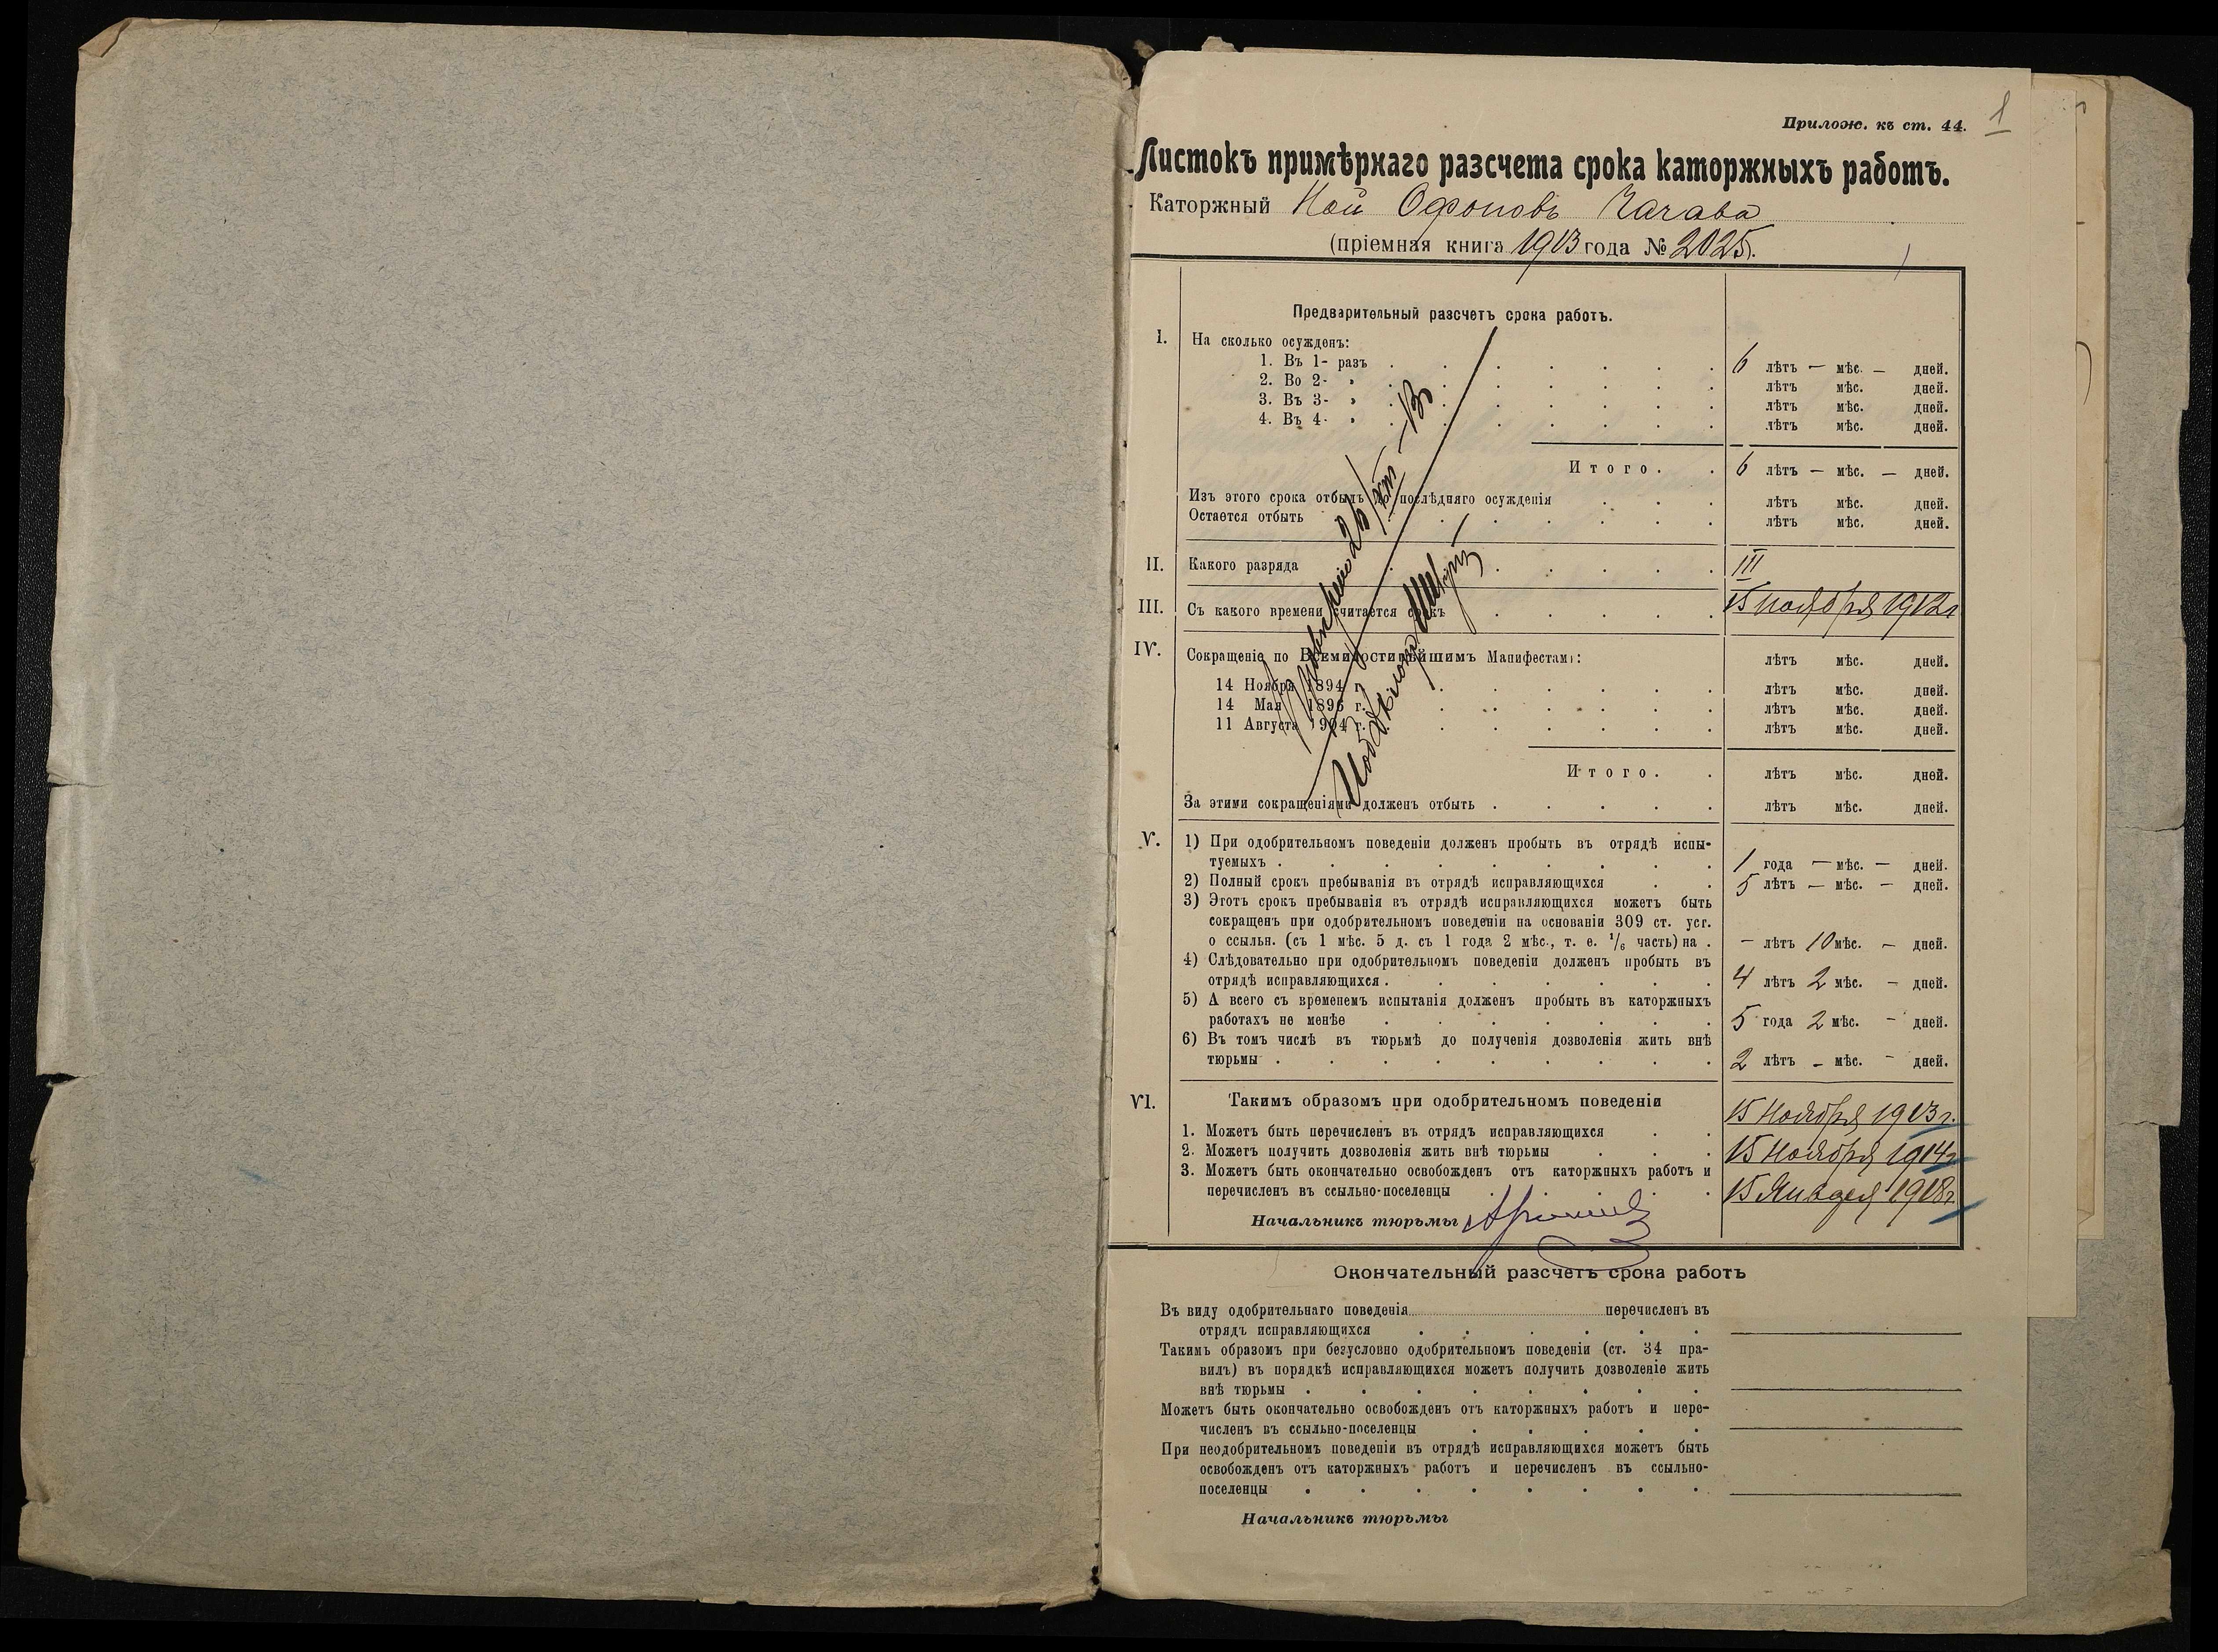 Прилож. къ ст. 44.
1
Листокъ примѣрнаго разсчета срока каторжныхъ работъ.
Каторжный Ной Офоновъ Качава
(пріемная книга 1913 года № 2025).
Предварительный разсчетъ срока работъ.
I. На сколько осужденъ:
1. Въ 1- разъ . . . . . . . 6 лѣтъ — мѣс. — дней.
2. Во 2- » . . . . . . . лѣтъ мѣс. дней.
3. Въ 3- » . . . . . . . лѣтъ мѣс. дней.
4. Въ 4- » . . . . . . . лѣтъ мѣс. дней.
Итого. . 6 лѣтъ — мѣс. — дней.
Изъ этого срока отбылъ до послѣдняго осужденія . . . лѣтъ мѣс. дней.
Остается отбыть . . . . . . лѣтъ мѣс. дней.
II. Какого разряда . . . . . . III
III. Съ какого времени считается срокъ . . . . . 15 ноября 1912 г
IV. Сокращеніе по Всемилостивѣйшимъ Манифестамъ: лѣтъ мѣс. дней.
14 Ноября 1894 г. . . . . . . лѣтъ мѣс. дней.
14 Мая 1896 г. . . . . . . лѣтъ мѣс. дней.
11 Августа 1904 г. . . . . . . лѣтъ мѣс. дней.
Итого. . лѣтъ мѣс. дней.
За этими сокращеніями долженъ отбыть . . . . . лѣтъ мѣс. дней.
V. 1) При одобрительномъ поведеніи долженъ пробыть въ отрядѣ испы-
туемыхъ . . . . . . . . . 1 года — мѣс. — дней.
2) Полный срокъ пребыванія въ отрядѣ исправляющихся . . 5 лѣтъ — мѣс. — дней.
3) Этотъ срокъ пребыванія въ отрядѣ исправляющихся можетъ быть
сокращенъ при одобрительномъ поведеніи на основаніи 309 ст. уст.
о ссыльн. (съ 1 мѣс. 5 д. съ 1 года 2 мѣс., т. е. 1/6 часть) на . — лѣтъ 10 мѣс. — дней.
4) Слѣдовательно при одобрительномъ поведеніи долженъ пробыть въ
отрядѣ исправляющихся . . . . . . . 4 лѣтъ 2 мѣс. — дней.
5) А всего съ временемъ испытанія долженъ пробыть въ каторжныхъ
работахъ не менѣе . . . . . . . 5 года 2 мѣс. — дней.
6) Въ томъ числѣ въ тюрьмѣ до полученія дозволенія жить внѣ
тюрьмы . . . . . . . . . 2 лѣтъ — мѣс. — дней.
VI. Такимъ образомъ при одобрительномъ поведеніи
1. Можетъ быть перечисленъ въ отрядъ исправляющихся . . 15 Ноября 1913 г.
2. Можетъ получить дозволенія жить внѣ тюрьмы . . . 15 Ноября 1914 г
3. Можетъ быть окончательно освобожденъ отъ каторжныхъ работъ и
перечисленъ въ ссыльно-поселенцы . . . . . 15 Января 1918 г
Начальникъ тюрьмы
Окончательный разсчетъ срока работъ
Въ виду одобрительнаго поведенія перечисленъ въ
отрядъ исправляющихся . . . . . .
Такимъ образомъ при безусловно одобрительномъ поведеніи (ст. 34 пра-
вилъ) въ порядкѣ исправляющихся можетъ получить дозволеніе жить
внѣ тюрьмы . . . . . . . .
Можетъ быть окончательно освобожденъ отъ каторжныхъ работъ и пере-
численъ въ ссыльно-поселенцы . . . . .
При неодобрительномъ поведеніи въ отрядѣ исправляющихся можетъ быть
освобожденъ отъ каторжныхъ работъ и перечисленъ въ ссыльно-
поселенцы . . . . . . . .
Начальникъ тюрьмы